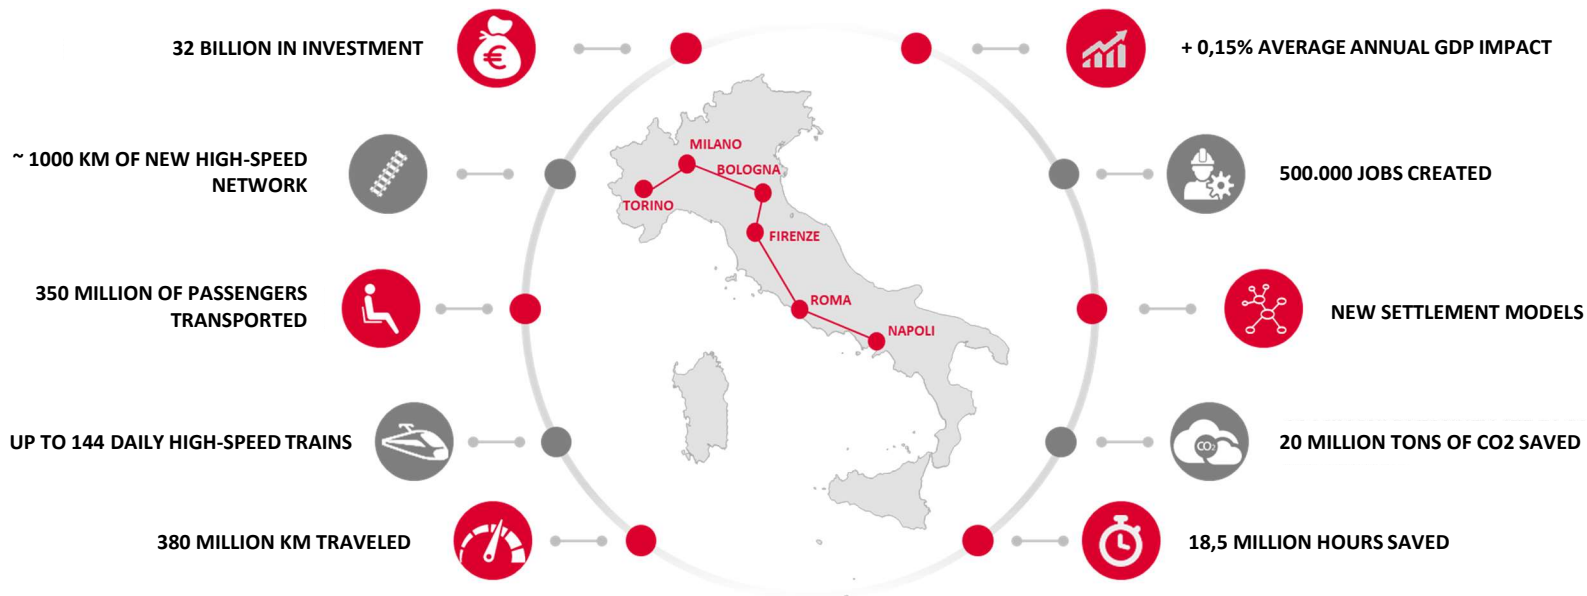 32 BILLION IN INVESTMENT
€
~ 1000 KM OF NEW HIGH-SPEED
NETWORK
350 MILLION OF PASSENGERS
TRANSPORTED
UP TO 144 DAILY HIGH-SPEED TRAINS
380 MILLION KM TRAVELED
MILANO
BOLOGNA
TORINO
FIRENZE
ROMA
NAPOLI
+ 0,15% AVERAGE ANNUAL GDP IMPACT
500.000 JOBS CREATED
NEW SETTLEMENT MODELS
CO2
20 MILLION TONS OF CO2 SAVED
18,5 MILLION HOURS SAVED